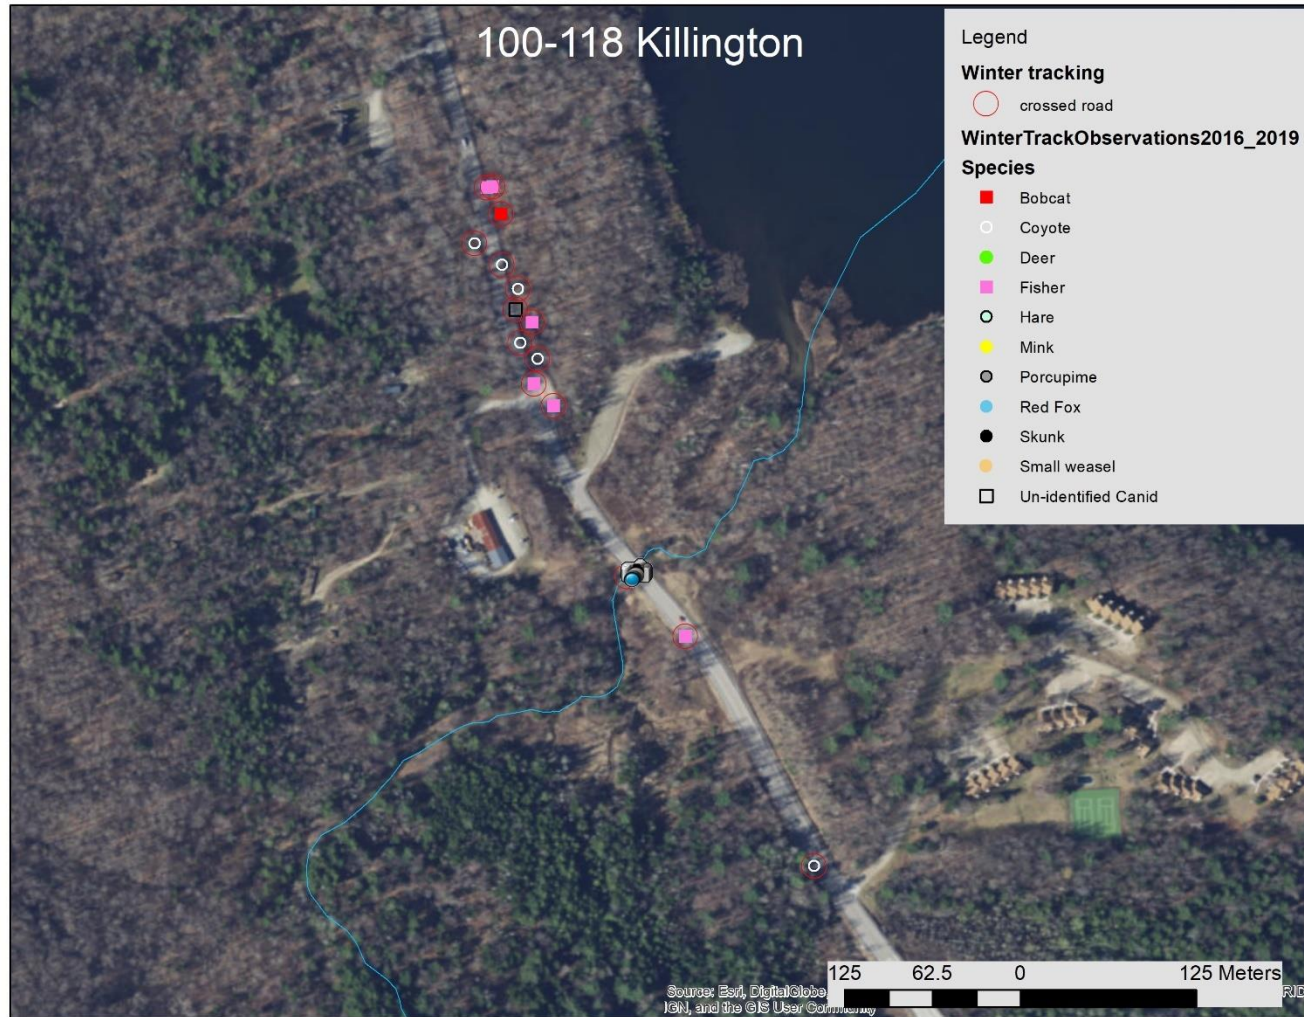 100-118 Killington
Legend
Winter tracking
crossed road
WinterTrackObservations2016_2019
Species
Bobcat
Coyote
Deer
Fisher
Hare
Mink
Porcupime
Red Fox
Skunk
Small weasel
Un-identified Canid
125 62.5 0 125 Meters
Source: Esri, DigitalGlobe,
IGN, and the GIS User Community